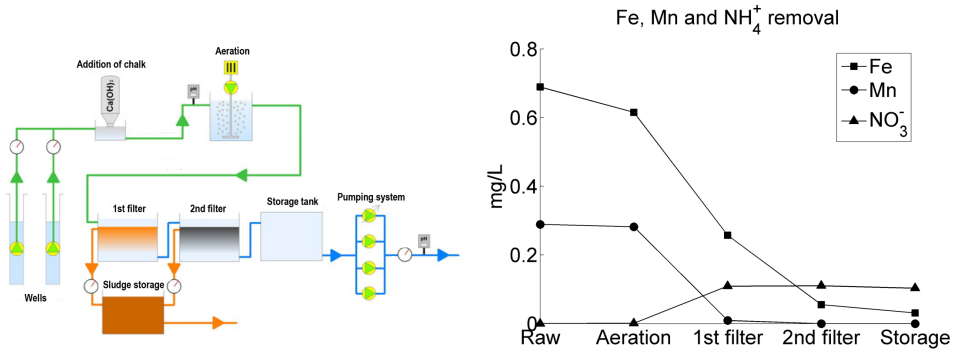 Aeration
Addition of chalk
Ca(OH)₂
pH
1st filter
2nd filter
Storage tank
Pumping system
pH
Wells
Sludge storage
Fe, Mn and NH₄⁺ removal
mg/L
0.8
0.6
0.4
0.2
0
Fe
Mn
NO₃⁻
Raw Aeration 1st filter 2nd filter Storage